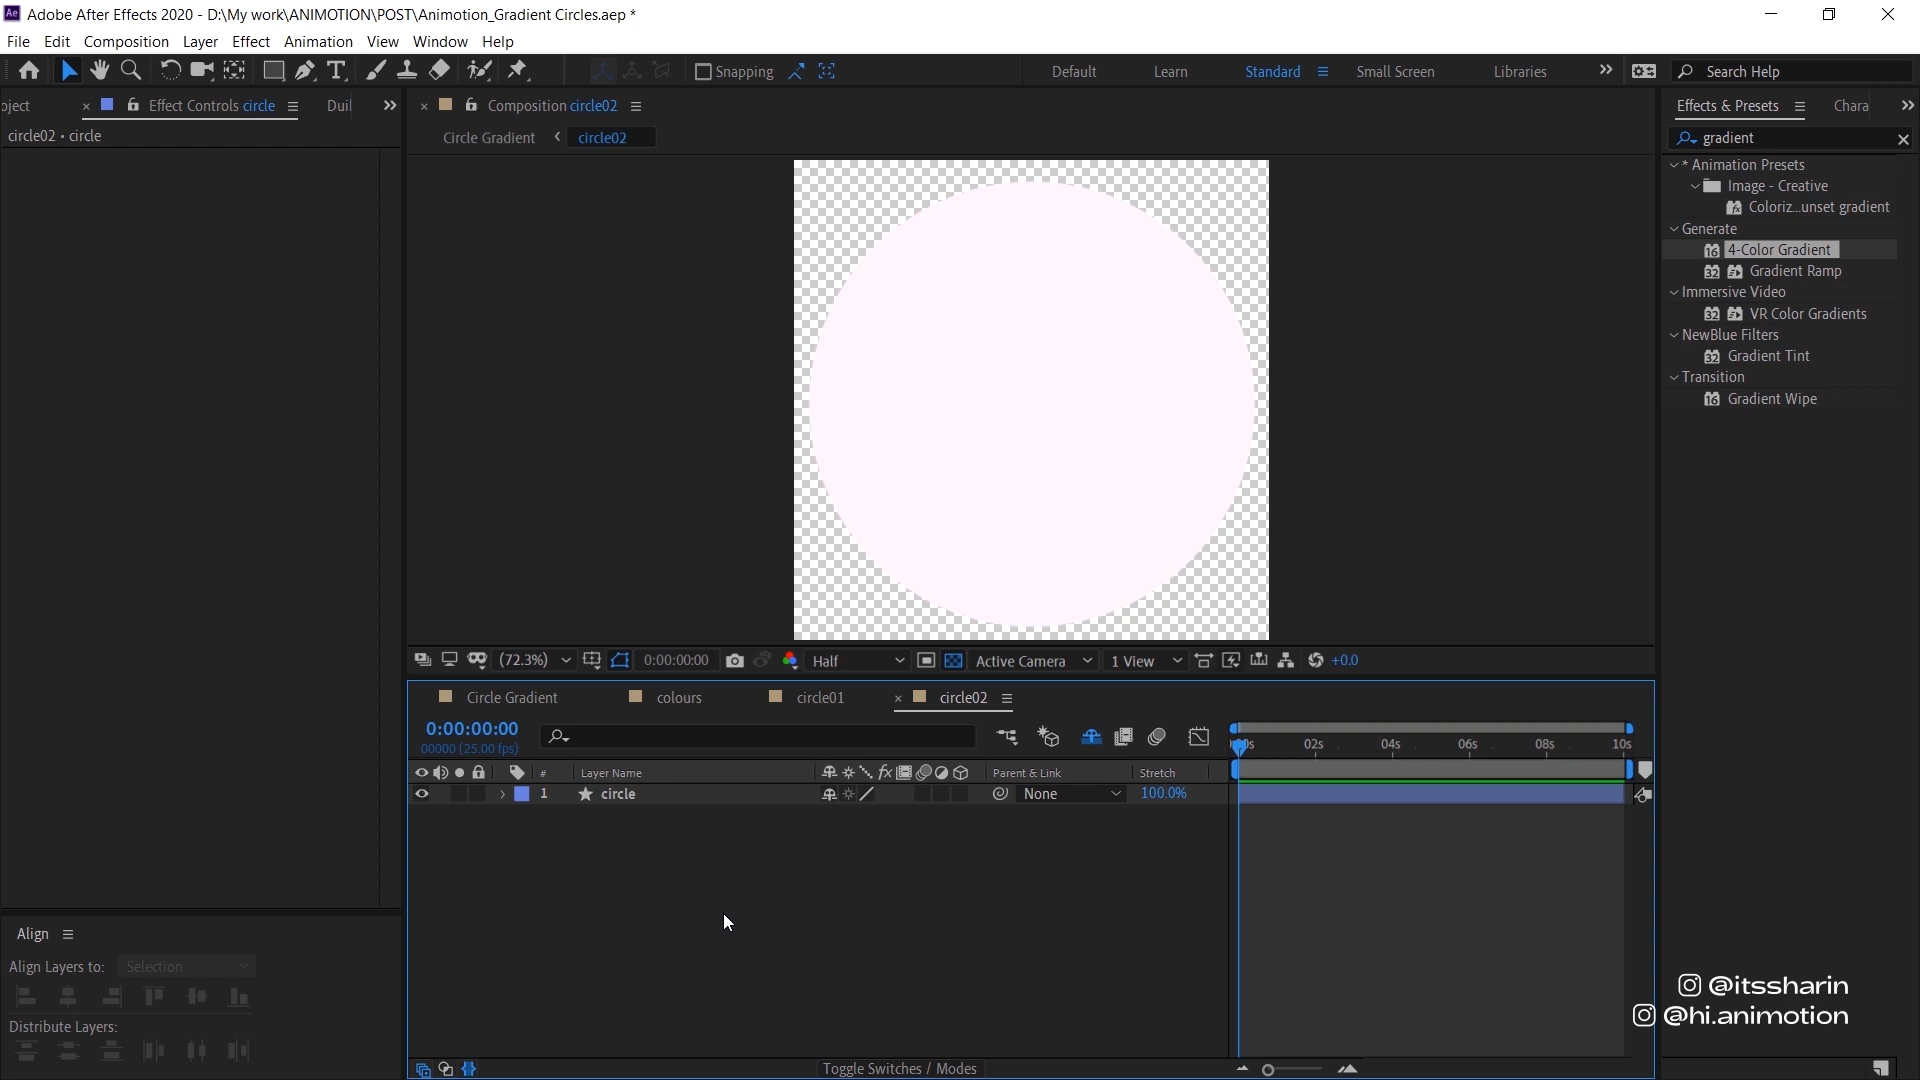 Adobe After Effects 2020 - D:\My work\ANIMOTION\POST\Animotion_Gradient Circles.aep *
File Edit Composition Layer Effect Animation View Window Help
Snapping Default Learn Standard Small Screen Libraries Search Help
oject × Effect Controls circle Duil × Composition circle02 Effects & Presets Chara
circle02 • circle
Circle Gradient circle02
gradient
* Animation Presets
Image - Creative
Coloriz...unset gradient
Generate
4-Color Gradient
Gradient Ramp
Immersive Video
VR Color Gradients
NewBlue Filters
Gradient Tint
Transition
Gradient Wipe
(72.3%) 0:00:00:00 Half Active Camera 1 View +0.0
Circle Gradient colours circle01 × circle02
0:00:00:00
00000 (25.00 fps)
02s 04s 06s 08s 10s
# Layer Name Parent & Link Stretch
1 circle None 100.0%
Align
Align Layers to: Selection
Distribute Layers:
@itssharin
@hi.animotion
Toggle Switches / Modes